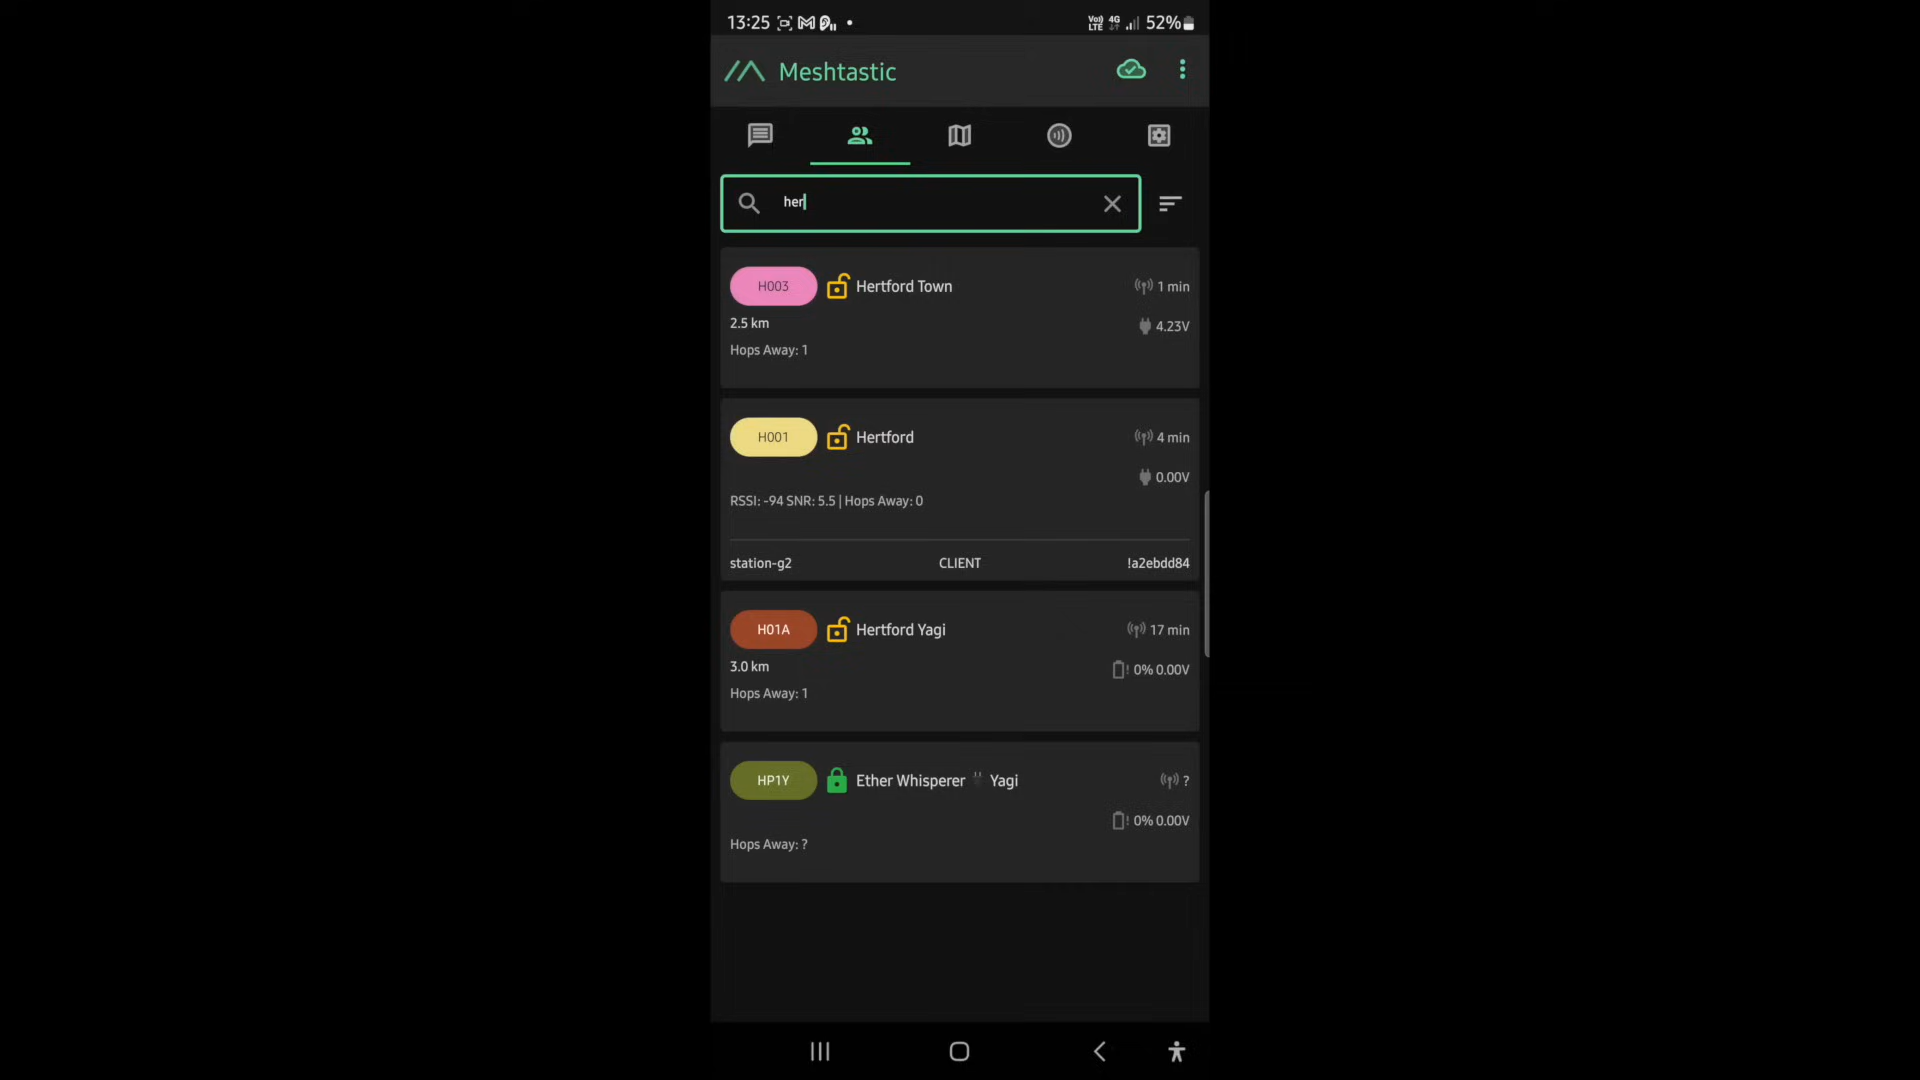 13:25
Vo) LTE 4G 52%
Meshtastic
her
H003 Hertford Town 1 min
2.5 km 4.23V
Hops Away: 1
H001 Hertford 4 min
0.00V
RSSI: -94 SNR: 5.5 | Hops Away: 0
station-g2 CLIENT !a2ebdd84
H01A Hertford Yagi 17 min
3.0 km 0% 0.00V
Hops Away: 1
HP1Y Ether Whisperer Yagi ?
0% 0.00V
Hops Away: ?